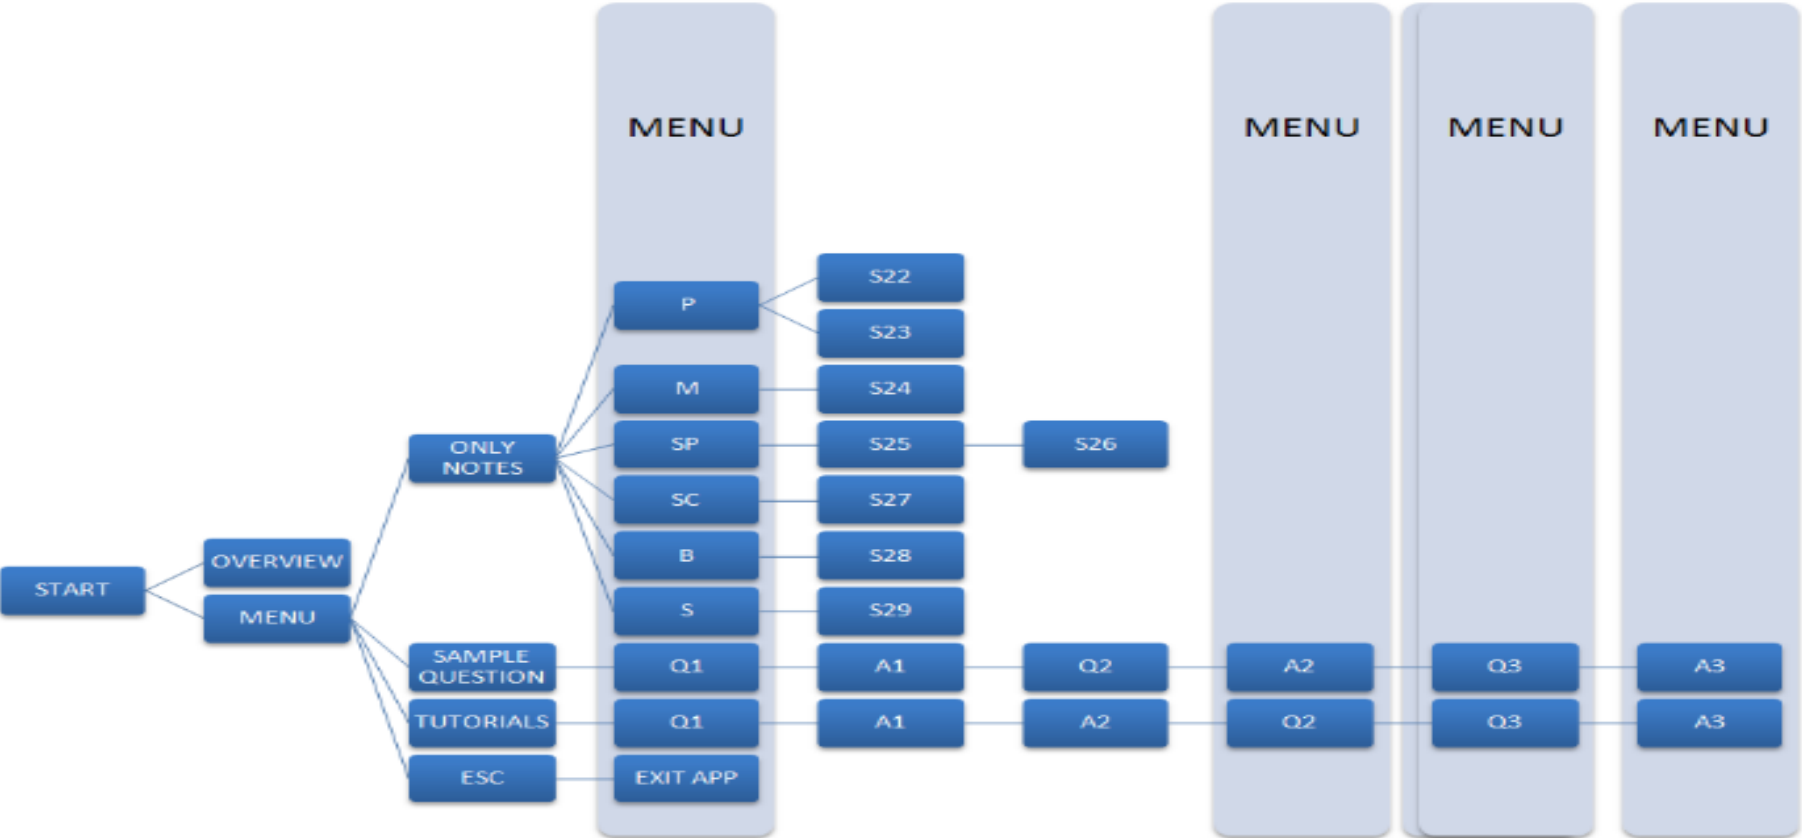 MENU MENU MENU MENU
S22
P
S23
M S24
ONLY
NOTES
SP S25 S26
SC S27
OVERVIEW
B S28
START
MENU
S S29
SAMPLE
QUESTION
Q1 A1 Q2 A2 Q3 A3
TUTORIALS Q1 A1 A2 Q2 Q3 A3
ESC EXIT APP